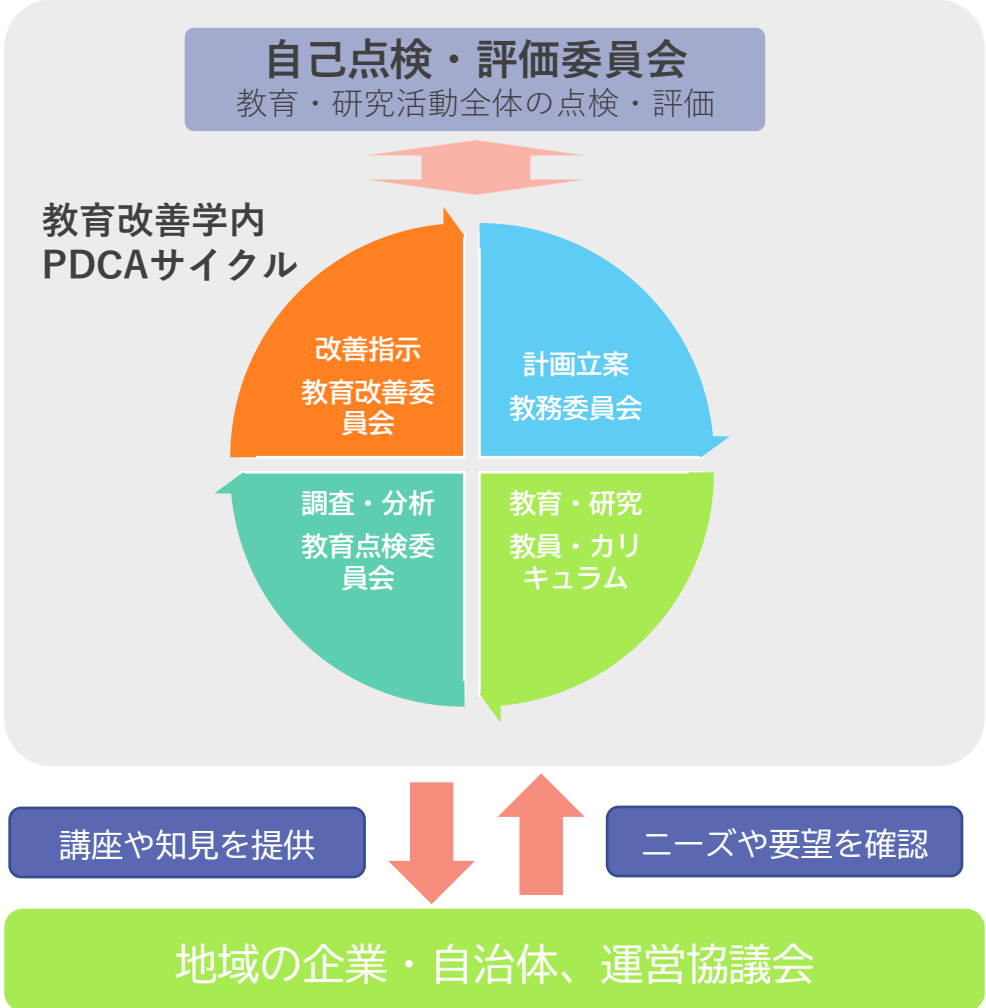 自己点検・評価委員会
教育・研究活動全体の点検・評価
教育改善学内
PDCAサイクル
改善指示
教育改善委
員会
計画立案
教務委員会
調査・分析
教育点検委
員会
教育・研究
教員・カリ
キュラム
講座や知見を提供
ニーズや要望を確認
地域の企業・自治体、運営協議会